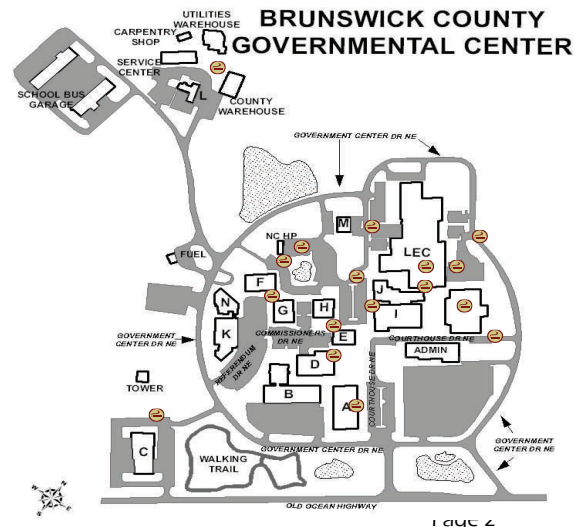 BRUNSWICK COUNTY
GOVERNMENTAL CENTER
UTILITIES
WAREHOUSE
CARPENTRY
SHOP
SERVICE
CENTER
SCHOOL BUS
GARAGE
L
COUNTY
WAREHOUSE
GOVERNMENT CENTER DR NE
M
NC HP
LEC
FUEL
F
J
N
G
H
I
K
COMMISSIONERS
DR NE
E
COURTHOUSE DR NE
GOVERNMENT
CENTER DR NE
REFERENDUM
DR NE
D
ADMIN
TOWER
B
A
COURTHOUSE DR NE
C
GOVERNMENT CENTER DR NE
GOVERNMENT
CENTER DR NE
WALKING
TRAIL
N
E
S
W
OLD OCEAN HIGHWAY
Page 2